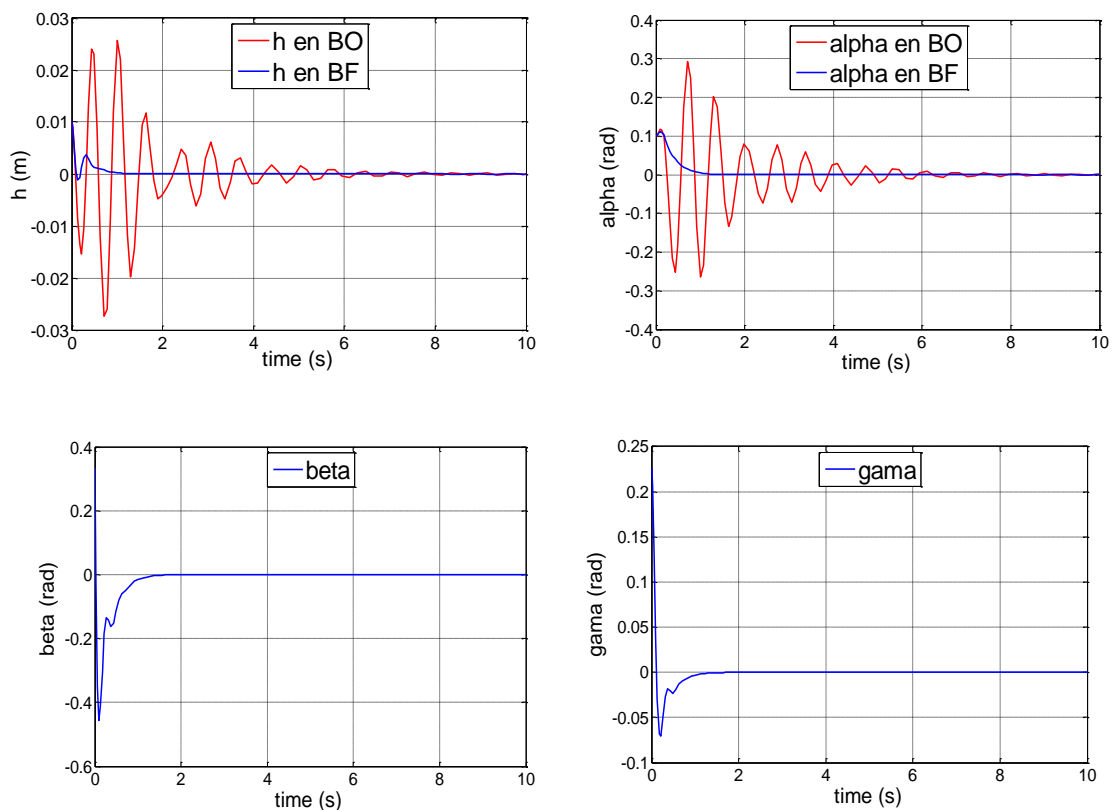 0.03
0.02
0.01
0
-0.01
-0.02
-0.03
h (m)
h en BO
h en BF
0 2 4 6 8 10
time (s)
0.4
0.3
0.2
0.1
0
-0.1
-0.2
-0.3
-0.4
alpha (rad)
alpha en BO
alpha en BF
0 2 4 6 8 10
time (s)
0.4
0.2
0
-0.2
-0.4
-0.6
beta (rad)
beta
0 2 4 6 8 10
time (s)
0.25
0.2
0.15
0.1
0.05
0
-0.05
-0.1
gama (rad)
gama
0 2 4 6 8 10
time (s)